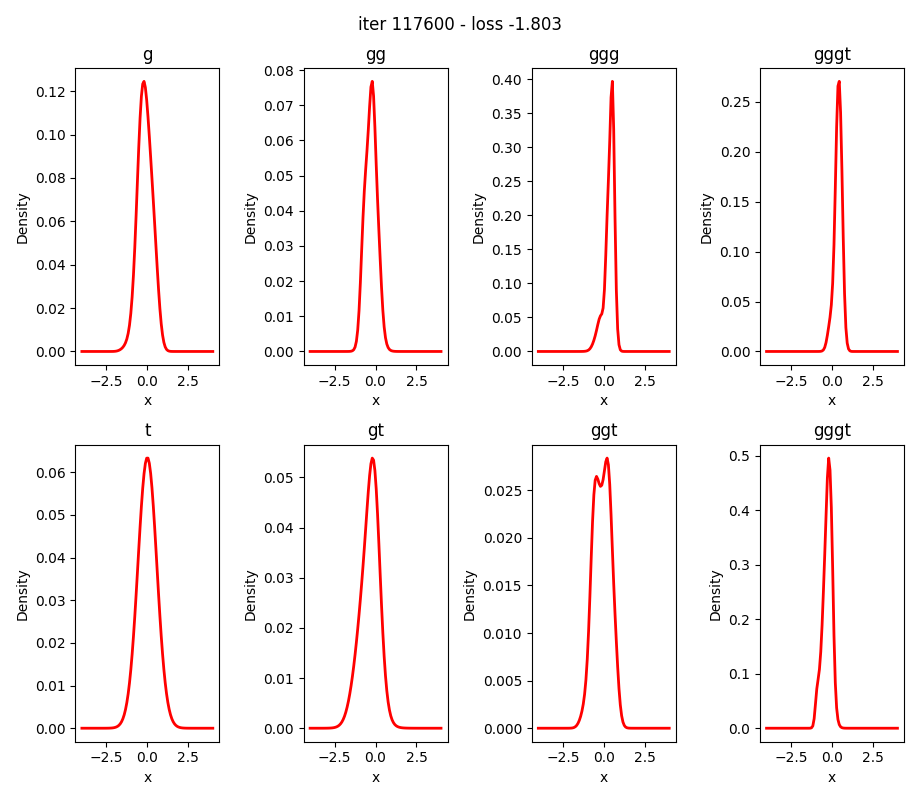 iter 117600 - loss -1.803
g gg ggg gggt
0.12 0.10 0.08 0.06 0.04 0.02 0.00
Density
−2.5 0.0 2.5
x
0.08 0.07 0.06 0.05 0.04 0.03 0.02 0.01 0.00
Density
−2.5 0.0 2.5
x
0.40 0.35 0.30 0.25 0.20 0.15 0.10 0.05 0.00
Density
−2.5 0.0 2.5
x
0.25 0.20 0.15 0.10 0.05 0.00
Density
−2.5 0.0 2.5
x
t gt ggt gggt
0.06 0.05 0.04 0.03 0.02 0.01 0.00
Density
−2.5 0.0 2.5
x
0.05 0.04 0.03 0.02 0.01 0.00
Density
−2.5 0.0 2.5
x
0.025 0.020 0.015 0.010 0.005 0.000
Density
−2.5 0.0 2.5
x
0.5 0.4 0.3 0.2 0.1 0.0
Density
−2.5 0.0 2.5
x